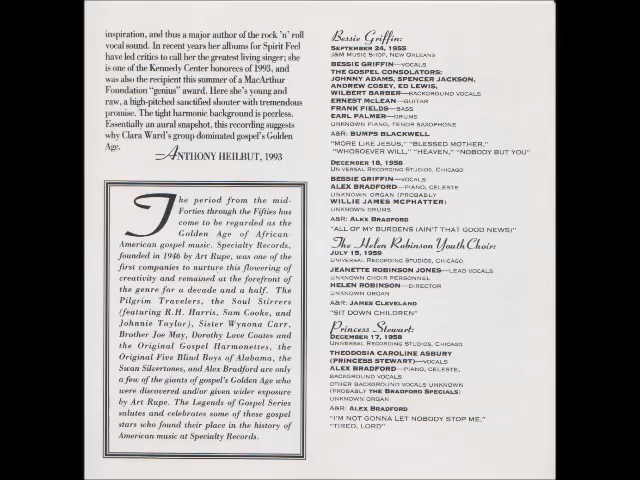 inspiration, and thus a major author of the rock 'n' roll
vocal sound. In recent years her albums for Spirit Feel
have led critics to call her the greatest living singer; she
is one of the Kennedy Center honorees of 1993, and
was also the recipient this summer of a MacArthur
Foundation "genius" award. Here she's young and
raw, a high-pitched sanctified shouter with tremendous
promise. The tight harmonic background is peerless.
Essentially an aural snapshot, this recording suggests
why Clara Ward's group dominated gospel's Golden
Age.
ANTHONY HEILBUT, 1993
The period from the mid-
Forties through the Fifties has
come to be regarded as the
Golden Age of African-
American gospel music. Specialty Records,
founded in 1946 by Art Rupe, was one of the
first companies to nurture this flowering of
creativity and remained at the forefront of
the genre for a decade and a half. The
Pilgrim Travelers, the Soul Stirrers
(featuring R.H. Harris, Sam Cooke, and
Johnnie Taylor), Sister Wynona Carr,
Brother Joe May, Dorothy Love Coates and
the Original Gospel Harmonettes, the
Original Five Blind Boys of Alabama, the
Swan Silvertones, and Alex Bradford are only
a few of the giants of gospel's Golden Age who
were discovered and/or given wider exposure
by Art Rupe. The Legends of Gospel Series
salutes and celebrates some of these gospel
stars who found their place in the history of
American music at Specialty Records.
Bessie Griffin:
SEPTEMBER 24, 1955
J&M MUSIC SHOP, NEW ORLEANS
BESSIE GRIFFIN—VOCALS
THE GOSPEL CONSOLATORS:
JOHNNY ADAMS, SPENCER JACKSON,
ANDREW COSEY, ED LEWIS,
WILBERT BARBER—BACKGROUND VOCALS
ERNEST MCLEAN—GUITAR
FRANK FIELDS—BASS
EARL PALMER—DRUMS
UNKNOWN PIANO, TENOR SAXOPHONE
A&R: BUMPS BLACKWELL
"MORE LIKE JESUS," "BLESSED MOTHER,"
"WHOSOEVER WILL," "HEAVEN," "NOBODY BUT YOU"
DECEMBER 18, 1958
UNIVERSAL RECORDING STUDIOS, CHICAGO
BESSIE GRIFFIN—VOCALS
ALEX BRADFORD—PIANO, CELESTE
UNKNOWN ORGAN (PROBABLY
WILLIE JAMES MCPHATTER)
UNKNOWN DRUMS
A&R: ALEX BRADFORD
"ALL OF MY BURDENS (AIN'T THAT GOOD NEWS)"
The Helen Robinson Youth Choir:
JULY 15, 1959
UNIVERSAL RECORDING STUDIOS, CHICAGO
JEANETTE ROBINSON JONES—LEAD VOCALS
UNKNOWN CHOIR PERSONNEL
HELEN ROBINSON—DIRECTOR
UNKNOWN ORGAN
A&R: JAMES CLEVELAND
"SIT DOWN CHILDREN"
Princess Stewart:
DECEMBER 17, 1958
UNIVERSAL RECORDING STUDIOS, CHICAGO
THEODOSIA CAROLINE ASBURY
(PRINCESS STEWART)—VOCALS
ALEX BRADFORD—PIANO, CELESTE,
BACKGROUND VOCALS
OTHER BACKGROUND VOCALS UNKNOWN
(PROBABLY THE BRADFORD SPECIALS)
UNKNOWN ORGAN
A&R: ALEX BRADFORD
"I'M NOT GONNA LET NOBODY STOP ME,"
"TIRED, LORD"